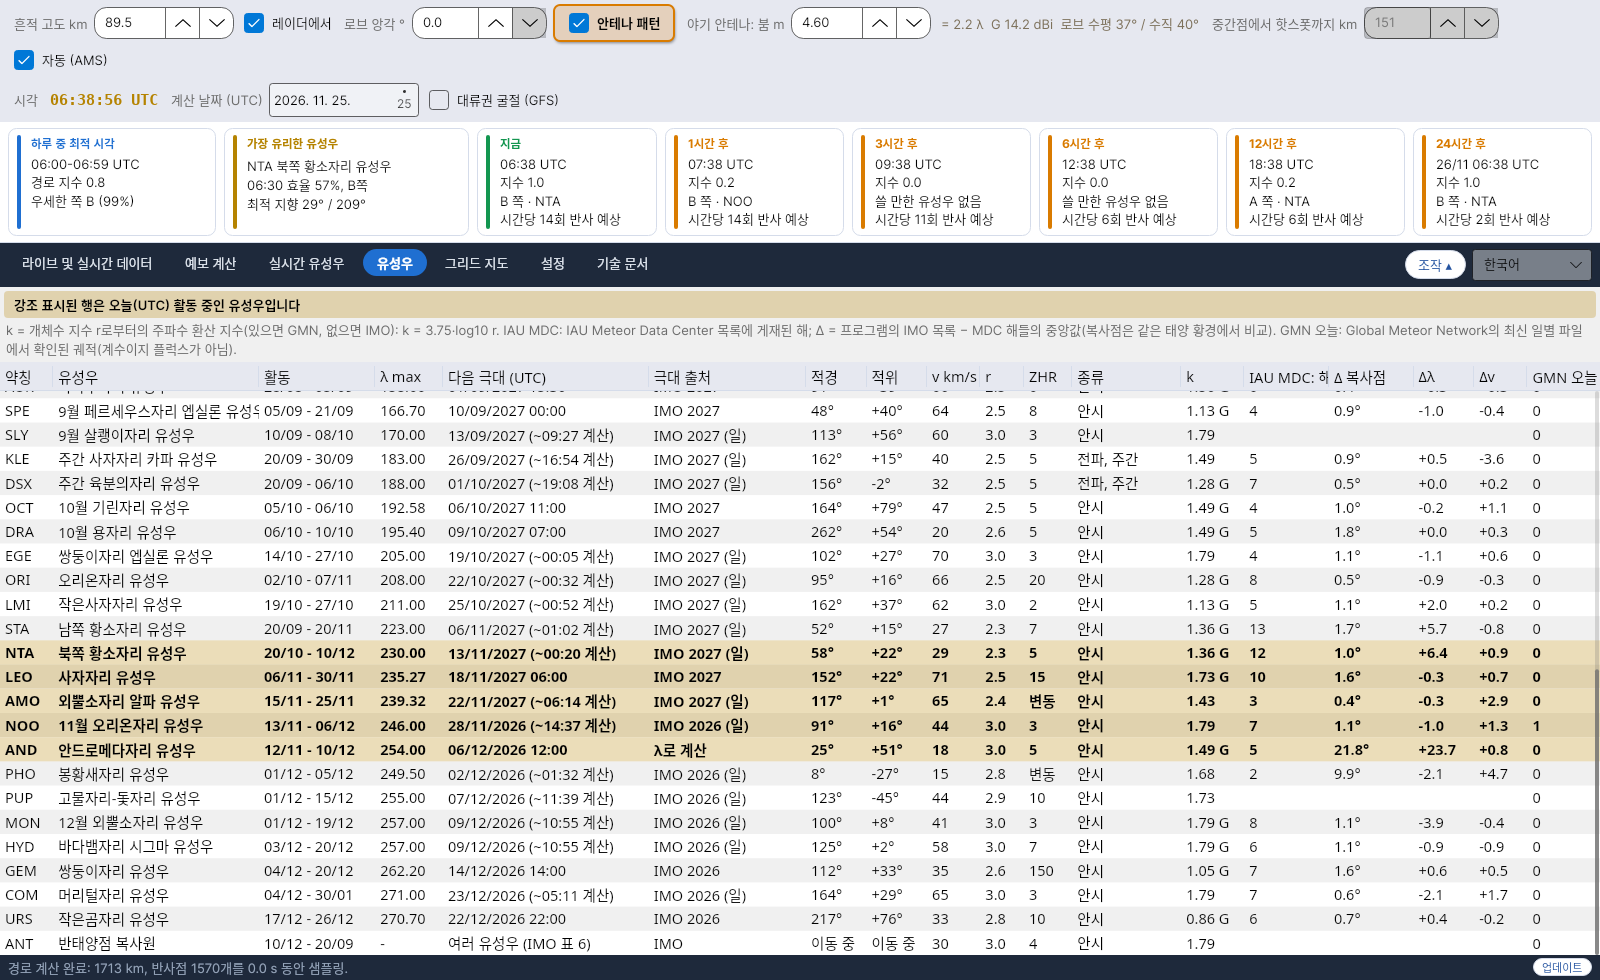 흔적 고도 km 89.5 레이더에서 로브 앙각 ° 0.0 안테나 패턴 야기 안테나: 붐 m 4.60 = 2.2 λ G 14.2 dBi 로브 수평 37° / 수직 40° 중간점에서 핫스폿까지 km 151
자동 (AMS)
시각 06:38:56 UTC 계산 날짜 (UTC) 2026. 11. 25. 25 대류권 굴절 (GFS)
하루 중 최적 시각
06:00-06:59 UTC
경로 지수 0.8
우세한 쪽 B (99%)
가장 유리한 유성우
NTA 북쪽 황소자리 유성우
06:30 효율 57%, B쪽
최적 지향 29° / 209°
지금
06:38 UTC
지수 1.0
B 쪽 · NTA
시간당 14회 반사 예상
1시간 후
07:38 UTC
지수 0.2
B 쪽 · NOO
시간당 14회 반사 예상
3시간 후
09:38 UTC
지수 0.0
쓸 만한 유성우 없음
시간당 11회 반사 예상
6시간 후
12:38 UTC
지수 0.0
쓸 만한 유성우 없음
시간당 6회 반사 예상
12시간 후
18:38 UTC
지수 0.2
A 쪽 · NTA
시간당 6회 반사 예상
24시간 후
26/11 06:38 UTC
지수 1.0
B 쪽 · NTA
시간당 2회 반사 예상
라이브 및 실시간 데이터 예보 계산 실시간 유성우 유성우 그리드 지도 설정 기술 문서 조작 ▴ 한국어
강조 표시된 행은 오늘(UTC) 활동 중인 유성우입니다
k = 개체수 지수 r로부터의 주파수 환산 지수(있으면 GMN, 없으면 IMO): k = 3.75·log10 r. IAU MDC: IAU Meteor Data Center 목록에 게재된 해; Δ = 프로그램의 IMO 목록 − MDC 해들의 중앙값(복사점은 같은 태양 황경에서 비교). GMN 오늘: Global Meteor Network의 최신 일별 파일
에서 확인된 궤적(계수이지 플럭스가 아님).
약칭 유성우 활동 λ max 다음 극대 (UTC) 극대 출처 적경 적위 v km/s r ZHR 종류 k IAU MDC: 해 Δ 복사점 Δλ Δv GMN 오늘
SPE 9월 페르세우스자리 엡실론 유성우 05/09 - 21/09 166.70 10/09/2027 00:00 IMO 2027 48° +40° 64 2.5 8 안시 1.13 G 4 0.9° -1.0 -0.4 0
SLY 9월 살쾡이자리 유성우 10/09 - 08/10 170.00 13/09/2027 (~09:27 계산) IMO 2027 (일) 113° +56° 60 3.0 3 안시 1.79 0
KLE 주간 사자자리 카파 유성우 20/09 - 30/09 183.00 26/09/2027 (~16:54 계산) IMO 2027 (일) 162° +15° 40 2.5 5 전파, 주간 1.49 5 0.9° +0.5 -3.6 0
DSX 주간 육분의자리 유성우 20/09 - 06/10 188.00 01/10/2027 (~19:08 계산) IMO 2027 (일) 156° -2° 32 2.5 5 전파, 주간 1.28 G 7 0.5° +0.0 +0.2 0
OCT 10월 기린자리 유성우 05/10 - 06/10 192.58 06/10/2027 11:00 IMO 2027 164° +79° 47 2.5 5 안시 1.49 G 4 1.0° -0.2 +1.1 0
DRA 10월 용자리 유성우 06/10 - 10/10 195.40 09/10/2027 07:00 IMO 2027 262° +54° 20 2.6 5 안시 1.49 G 5 1.8° +0.0 +0.3 0
EGE 쌍둥이자리 엡실론 유성우 14/10 - 27/10 205.00 19/10/2027 (~00:05 계산) IMO 2027 (일) 102° +27° 70 3.0 3 안시 1.79 4 1.1° -1.1 +0.6 0
ORI 오리온자리 유성우 02/10 - 07/11 208.00 22/10/2027 (~00:32 계산) IMO 2027 (일) 95° +16° 66 2.5 20 안시 1.28 G 8 0.5° -0.9 -0.3 0
LMI 작은사자자리 유성우 19/10 - 27/10 211.00 25/10/2027 (~00:52 계산) IMO 2027 (일) 162° +37° 62 3.0 2 안시 1.13 G 5 1.1° +2.0 +0.2 0
STA 남쪽 황소자리 유성우 20/09 - 20/11 223.00 06/11/2027 (~01:02 계산) IMO 2027 (일) 52° +15° 27 2.3 7 안시 1.36 G 13 1.7° +5.7 -0.8 0
NTA 북쪽 황소자리 유성우 20/10 - 10/12 230.00 13/11/2027 (~00:20 계산) IMO 2027 (일) 58° +22° 29 2.3 5 안시 1.36 G 12 1.0° +6.4 +0.9 0
LEO 사자자리 유성우 06/11 - 30/11 235.27 18/11/2027 06:00 IMO 2027 152° +22° 71 2.5 15 안시 1.73 G 10 1.6° -0.3 +0.7 0
AMO 외뿔소자리 알파 유성우 15/11 - 25/11 239.32 22/11/2027 (~06:14 계산) IMO 2027 (일) 117° +1° 65 2.4 변동 안시 1.43 3 0.4° -0.3 +2.9 0
NOO 11월 오리온자리 유성우 13/11 - 06/12 246.00 28/11/2026 (~14:37 계산) IMO 2026 (일) 91° +16° 44 3.0 3 안시 1.79 7 1.1° -1.0 +1.3 1
AND 안드로메다자리 유성우 12/11 - 10/12 254.00 06/12/2026 12:00 λ로 계산 25° +51° 18 3.0 5 안시 1.49 G 5 21.8° +23.7 +0.8 0
PHO 봉황새자리 유성우 01/12 - 05/12 249.50 02/12/2026 (~01:32 계산) IMO 2026 (일) 8° -27° 15 2.8 변동 안시 1.68 2 9.9° -2.1 +4.7 0
PUP 고물자리-돛자리 유성우 01/12 - 15/12 255.00 07/12/2026 (~11:39 계산) IMO 2026 (일) 123° -45° 44 2.9 10 안시 1.73 0
MON 12월 외뿔소자리 유성우 01/12 - 19/12 257.00 09/12/2026 (~10:55 계산) IMO 2026 (일) 100° +8° 41 3.0 3 안시 1.79 G 8 1.1° -3.9 -0.4 0
HYD 바다뱀자리 시그마 유성우 03/12 - 20/12 257.00 09/12/2026 (~10:55 계산) IMO 2026 (일) 125° +2° 58 3.0 7 안시 1.79 G 6 1.1° -0.9 -0.9 0
GEM 쌍둥이자리 유성우 04/12 - 20/12 262.20 14/12/2026 14:00 IMO 2026 112° +33° 35 2.6 150 안시 1.05 G 7 1.6° +0.6 +0.5 0
COM 머리털자리 유성우 04/12 - 30/01 271.00 23/12/2026 (~05:11 계산) IMO 2026 (일) 164° +29° 65 3.0 3 안시 1.79 7 0.6° -2.1 +1.7 0
URS 작은곰자리 유성우 17/12 - 26/12 270.70 22/12/2026 22:00 IMO 2026 217° +76° 33 2.8 10 안시 0.86 G 6 0.7° +0.4 -0.2 0
ANT 반태양점 복사원 10/12 - 20/09 - 여러 유성우 (IMO 표 6) IMO 이동 중 이동 중 30 3.0 4 안시 1.79 0
경로 계산 완료: 1713 km, 반사점 1570개를 0.0 s 동안 샘플링. 업데이트